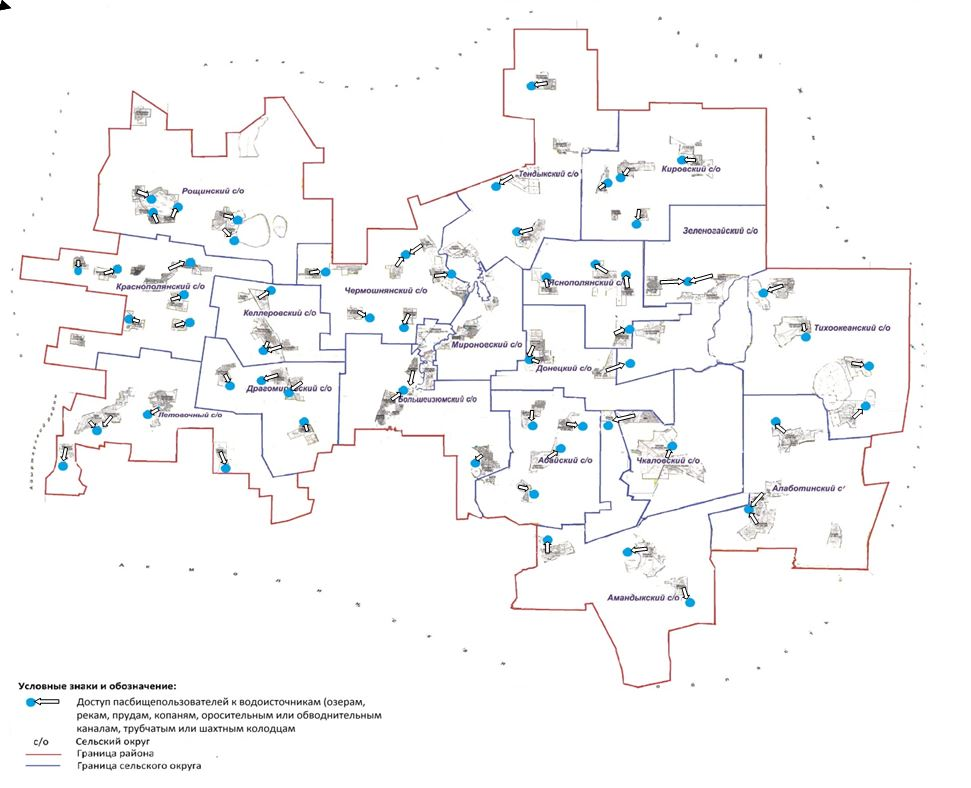 Тендыкский с/о
Кировский с/о
Рощинский с/о
Зеленогайский с/о
Краснополянский с/о
Чермошнянский с/о
Яснополянский с/о
Келлеровский с/о
Тихоокеанский с/о
Мироновский с/о
Донецкий с/о
Драгомировский с/о
Большеизюмский с/о
Летовочный с/о
Абайский с/о
Чкаловский с/о
Алаботинский с/
Амандыкский с/о
Условные знаки и обозначение:
Доступ пасбищепользователей к водоисточникам (озерам,
рекам, прудам, копаням, оросительным или обводнительным
каналам, трубчатым или шахтным колодцам
с/о Сельский округ
Граница района
Граница сельского округа